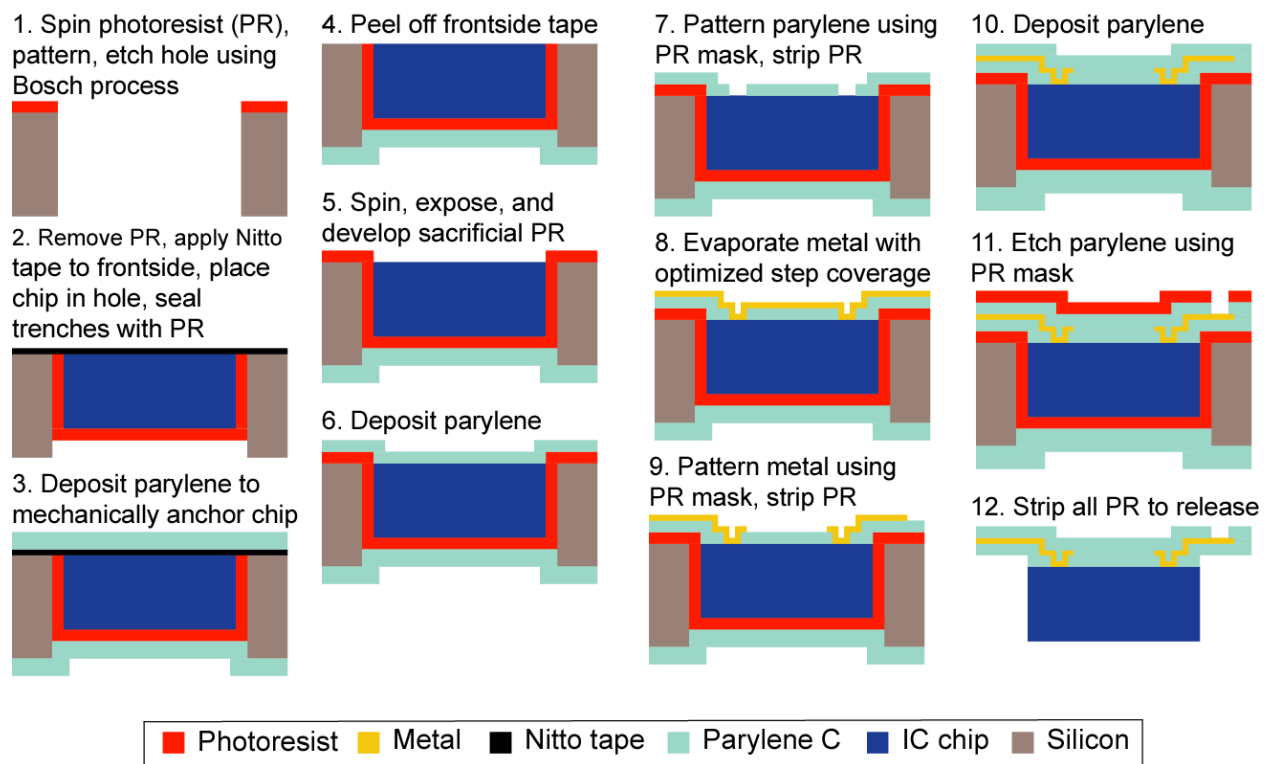 1. Spin photoresist (PR),
pattern, etch hole using
Bosch process
2. Remove PR, apply Nitto
tape to frontside, place
chip in hole, seal
trenches with PR
3. Deposit parylene to
mechanically anchor chip
4. Peel off frontside tape
5. Spin, expose, and
develop sacrificial PR
6. Deposit parylene
7. Pattern parylene using
PR mask, strip PR
8. Evaporate metal with
optimized step coverage
9. Pattern metal using
PR mask, strip PR
10. Deposit parylene
11. Etch parylene using
PR mask
12. Strip all PR to release
Photoresist Metal Nitto tape Parylene C IC chip Silicon